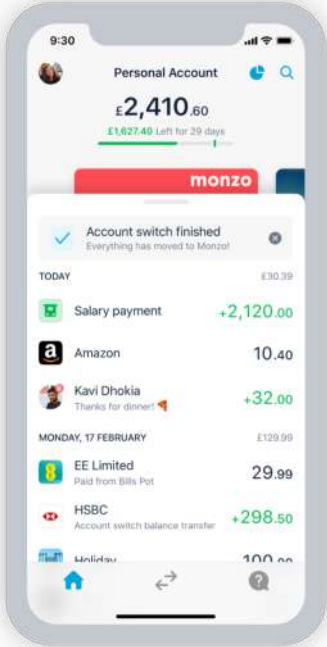 9:30
Personal Account
£2,410.60
£1,627.40 Left for 29 days
monzo
Account switch finished
Everything has moved to Monzo!
TODAY £30.39
Salary payment +2,120.00
Amazon 10.40
Kavi Dhokia
Thanks for dinner! 🍕 +32.00
MONDAY, 17 FEBRUARY £129.99
EE Limited
Paid from Bills Pot 29.99
HSBC
Account switch balance transfer +298.50
Holiday 100.00